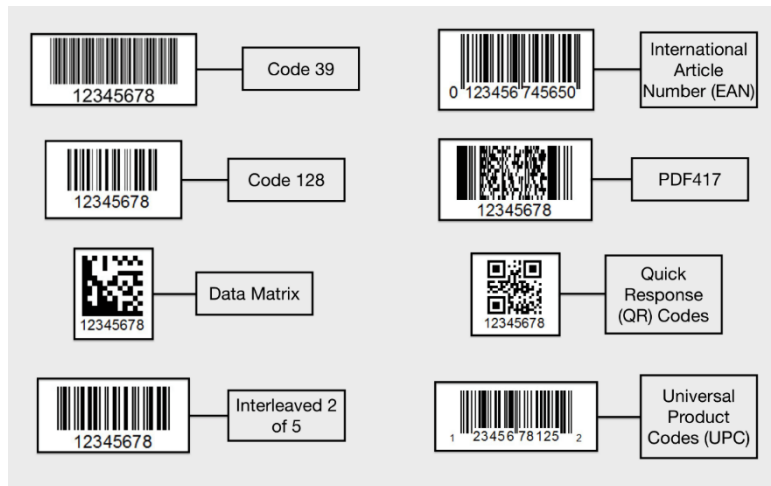 12345678
Code 39
0 123456 745650
International
Article
Number (EAN)
12345678
Code 128
12345678
PDF417
12345678
Data Matrix
12345678
Quick
Response
(QR) Codes
12345678
Interleaved 2
of 5
1 23456 78125 2
Universal
Product
Codes (UPC)